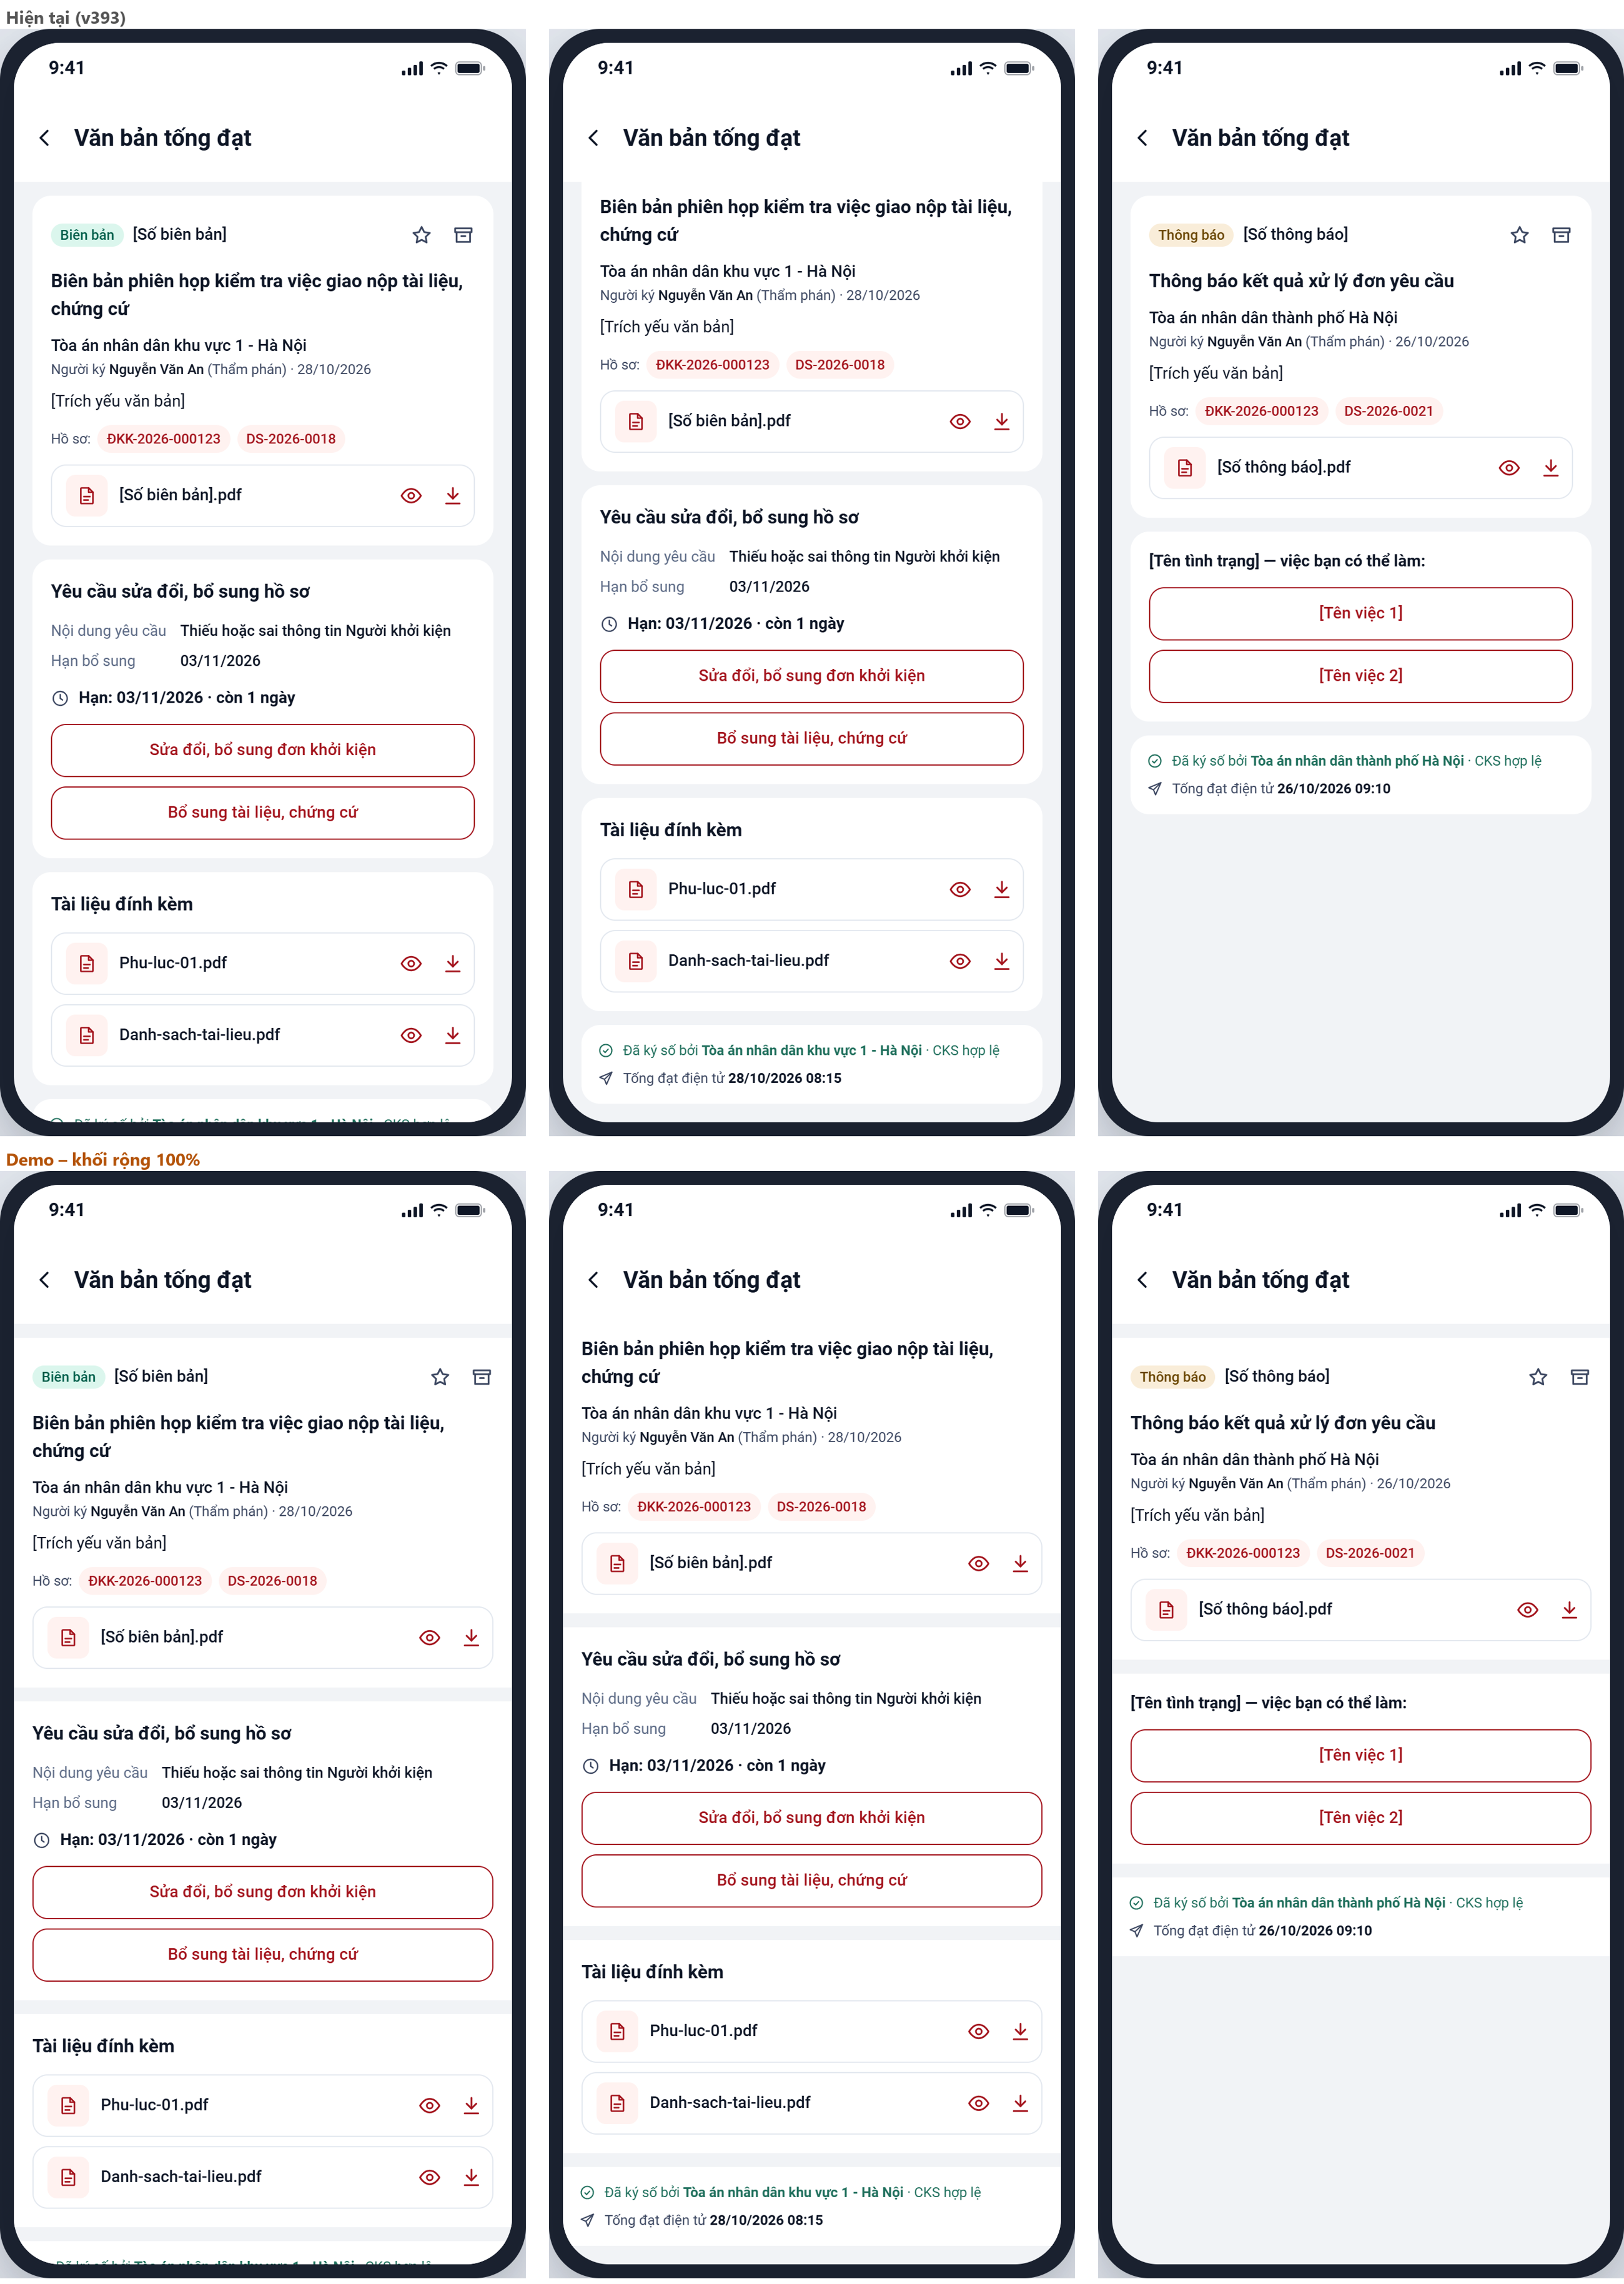 Hiện tại (v393)
9:41
Văn bản tống đạt
Biên bản [Số biên bản]
Biên bản phiên họp kiểm tra việc giao nộp tài liệu,
chứng cứ
Tòa án nhân dân khu vực 1 - Hà Nội
Người ký Nguyễn Văn An (Thẩm phán) · 28/10/2026
[Trích yếu văn bản]
Hồ sơ: ĐKK-2026-000123 DS-2026-0018
[Số biên bản].pdf
Yêu cầu sửa đổi, bổ sung hồ sơ
Nội dung yêu cầu Thiếu hoặc sai thông tin Người khởi kiện
Hạn bổ sung 03/11/2026
Hạn: 03/11/2026 · còn 1 ngày
Sửa đổi, bổ sung đơn khởi kiện
Bổ sung tài liệu, chứng cứ
Tài liệu đính kèm
Phu-luc-01.pdf
Danh-sach-tai-lieu.pdf
Đã ký số bởi Tòa án nhân dân khu vực 1 - Hà Nội · CKS hợp lệ
9:41
Văn bản tống đạt
Biên bản phiên họp kiểm tra việc giao nộp tài liệu,
chứng cứ
Tòa án nhân dân khu vực 1 - Hà Nội
Người ký Nguyễn Văn An (Thẩm phán) · 28/10/2026
[Trích yếu văn bản]
Hồ sơ: ĐKK-2026-000123 DS-2026-0018
[Số biên bản].pdf
Yêu cầu sửa đổi, bổ sung hồ sơ
Nội dung yêu cầu Thiếu hoặc sai thông tin Người khởi kiện
Hạn bổ sung 03/11/2026
Hạn: 03/11/2026 · còn 1 ngày
Sửa đổi, bổ sung đơn khởi kiện
Bổ sung tài liệu, chứng cứ
Tài liệu đính kèm
Phu-luc-01.pdf
Danh-sach-tai-lieu.pdf
Đã ký số bởi Tòa án nhân dân khu vực 1 - Hà Nội · CKS hợp lệ
Tống đạt điện tử 28/10/2026 08:15
9:41
Văn bản tống đạt
Thông báo [Số thông báo]
Thông báo kết quả xử lý đơn yêu cầu
Tòa án nhân dân thành phố Hà Nội
Người ký Nguyễn Văn An (Thẩm phán) · 26/10/2026
[Trích yếu văn bản]
Hồ sơ: ĐKK-2026-000123 DS-2026-0021
[Số thông báo].pdf
[Tên tình trạng] — việc bạn có thể làm:
[Tên việc 1]
[Tên việc 2]
Đã ký số bởi Tòa án nhân dân thành phố Hà Nội · CKS hợp lệ
Tống đạt điện tử 26/10/2026 09:10
Demo – khối rộng 100%
9:41
Văn bản tống đạt
Biên bản [Số biên bản]
Biên bản phiên họp kiểm tra việc giao nộp tài liệu,
chứng cứ
Tòa án nhân dân khu vực 1 - Hà Nội
Người ký Nguyễn Văn An (Thẩm phán) · 28/10/2026
[Trích yếu văn bản]
Hồ sơ: ĐKK-2026-000123 DS-2026-0018
[Số biên bản].pdf
Yêu cầu sửa đổi, bổ sung hồ sơ
Nội dung yêu cầu Thiếu hoặc sai thông tin Người khởi kiện
Hạn bổ sung 03/11/2026
Hạn: 03/11/2026 · còn 1 ngày
Sửa đổi, bổ sung đơn khởi kiện
Bổ sung tài liệu, chứng cứ
Tài liệu đính kèm
Phu-luc-01.pdf
Danh-sach-tai-lieu.pdf
Đã ký số bởi Tòa án nhân dân khu vực 1 - Hà Nội · CKS hợp lệ
9:41
Văn bản tống đạt
Biên bản phiên họp kiểm tra việc giao nộp tài liệu,
chứng cứ
Tòa án nhân dân khu vực 1 - Hà Nội
Người ký Nguyễn Văn An (Thẩm phán) · 28/10/2026
[Trích yếu văn bản]
Hồ sơ: ĐKK-2026-000123 DS-2026-0018
[Số biên bản].pdf
Yêu cầu sửa đổi, bổ sung hồ sơ
Nội dung yêu cầu Thiếu hoặc sai thông tin Người khởi kiện
Hạn bổ sung 03/11/2026
Hạn: 03/11/2026 · còn 1 ngày
Sửa đổi, bổ sung đơn khởi kiện
Bổ sung tài liệu, chứng cứ
Tài liệu đính kèm
Phu-luc-01.pdf
Danh-sach-tai-lieu.pdf
Đã ký số bởi Tòa án nhân dân khu vực 1 - Hà Nội · CKS hợp lệ
Tống đạt điện tử 28/10/2026 08:15
9:41
Văn bản tống đạt
Thông báo [Số thông báo]
Thông báo kết quả xử lý đơn yêu cầu
Tòa án nhân dân thành phố Hà Nội
Người ký Nguyễn Văn An (Thẩm phán) · 26/10/2026
[Trích yếu văn bản]
Hồ sơ: ĐKK-2026-000123 DS-2026-0021
[Số thông báo].pdf
[Tên tình trạng] — việc bạn có thể làm:
[Tên việc 1]
[Tên việc 2]
Đã ký số bởi Tòa án nhân dân thành phố Hà Nội · CKS hợp lệ
Tống đạt điện tử 26/10/2026 09:10